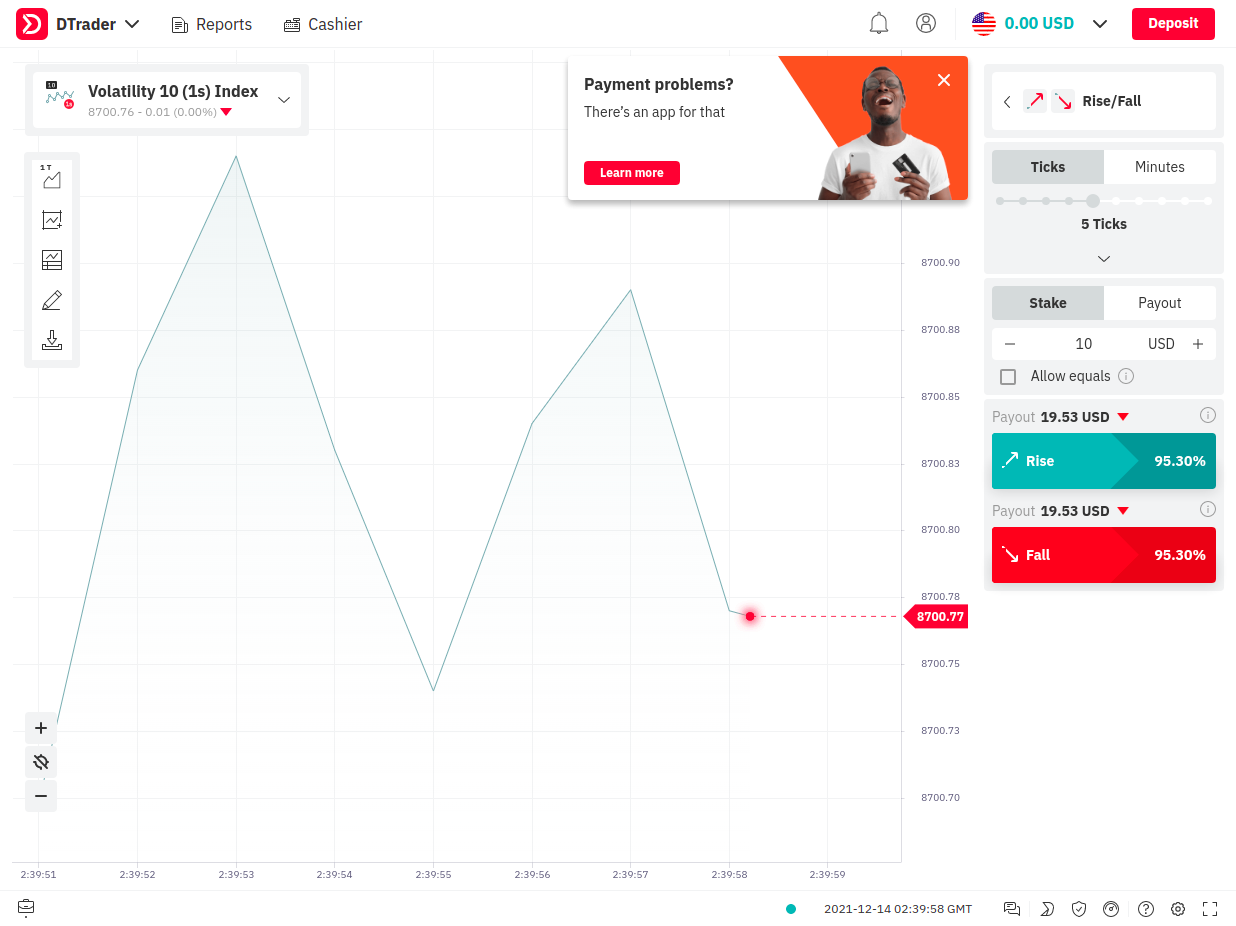 DTrader
Reports
Cashier
0.00 USD
Deposit
10
1s
Volatility 10 (1s) Index
8700.76 - 0.01 (0.00%)
Payment problems?
There's an app for that
Learn more
1 T
8700.90
8700.88
8700.85
8700.83
8700.80
8700.78
8700.77
8700.75
8700.73
8700.70
2:39:51
2:39:52
2:39:53
2:39:54
2:39:55
2:39:56
2:39:57
2:39:58
2:39:59
Rise/Fall
Ticks
Minutes
5 Ticks
Stake
Payout
10
USD
Allow equals
Payout 19.53 USD
Rise
95.30%
Payout 19.53 USD
Fall
95.30%
2021-12-14 02:39:58 GMT